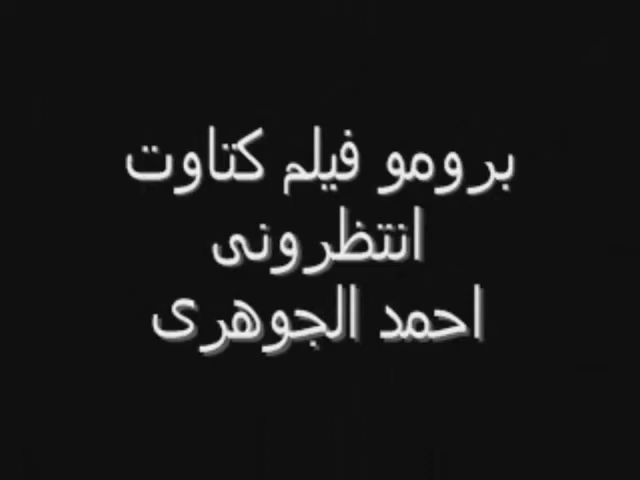 برومو فيلم كتاوت
انتظرونى
احمد الجوهرى